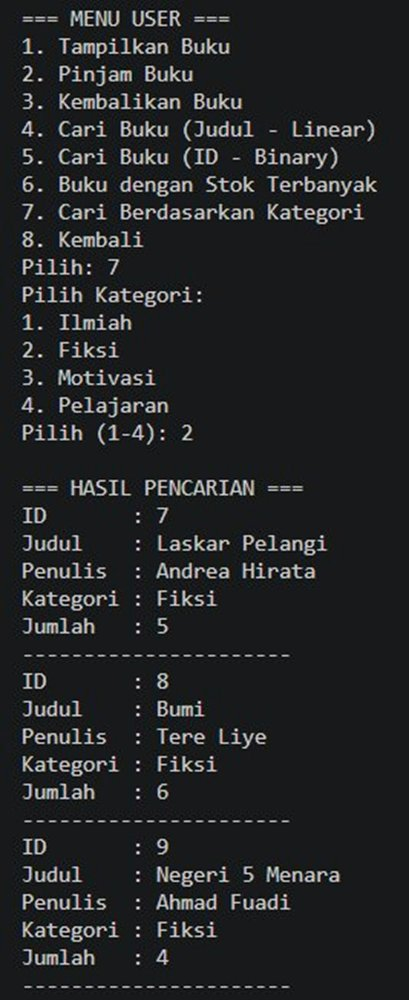 === MENU USER ===
1. Tampilkan Buku
2. Pinjam Buku
3. Kembalikan Buku
4. Cari Buku (Judul - Linear)
5. Cari Buku (ID - Binary)
6. Buku dengan Stok Terbanyak
7. Cari Berdasarkan Kategori
8. Kembali
Pilih: 7
Pilih Kategori:
1. Ilmiah
2. Fiksi
3. Motivasi
4. Pelajaran
Pilih (1-4): 2

=== HASIL PENCARIAN ===
ID       : 7
Judul    : Laskar Pelangi
Penulis  : Andrea Hirata
Kategori : Fiksi
Jumlah   : 5
----------------------
ID       : 8
Judul    : Bumi
Penulis  : Tere Liye
Kategori : Fiksi
Jumlah   : 6
----------------------
ID       : 9
Judul    : Negeri 5 Menara
Penulis  : Ahmad Fuadi
Kategori : Fiksi
Jumlah   : 4
----------------------